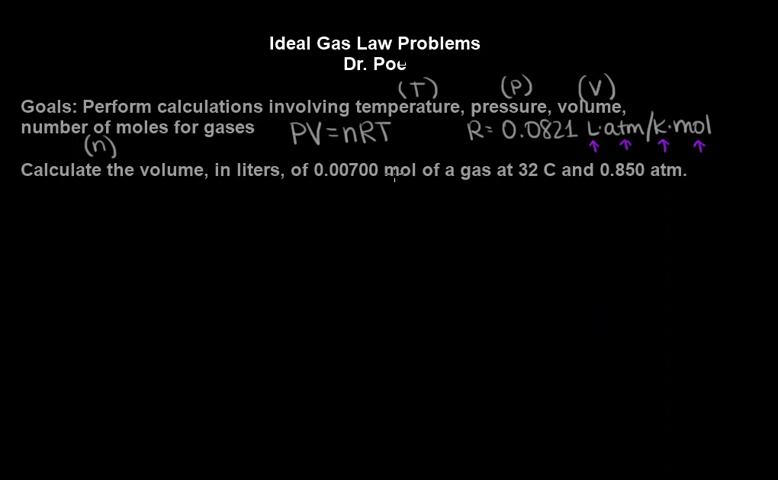 Ideal Gas Law Problems
Dr. Poe
(T) (P) (V)
Goals: Perform calculations involving temperature, pressure, volume,
number of moles for gases PV=nRT R= 0.0821 L·atm/K·mol
(n)
Calculate the volume, in liters, of 0.00700 mol of a gas at 32 C and 0.850 atm.